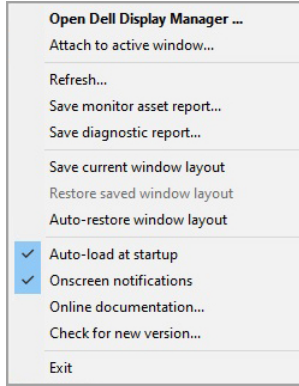 Open Dell Display Manager ...
Attach to active window...
Refresh...
Save monitor asset report...
Save diagnostic report...
Save current window layout
Restore saved window layout
Auto-restore window layout
Auto-load at startup
Onscreen notifications
Online documentation...
Check for new version...
Exit